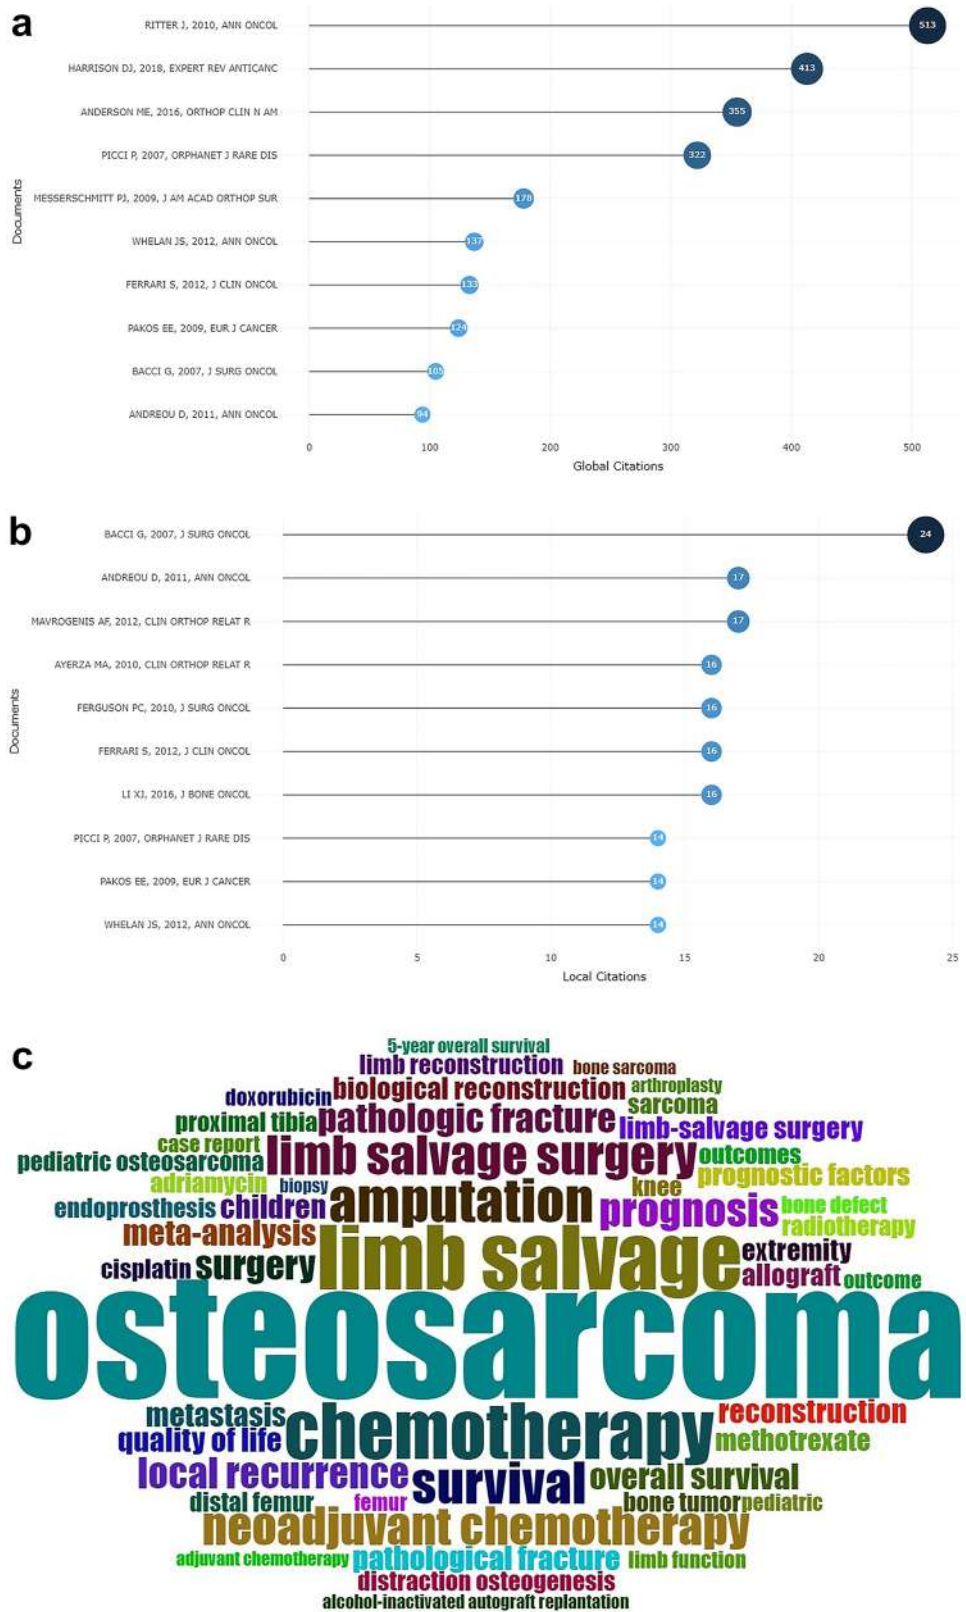 a
RITTER J, 2010, ANN ONCOL
513
HARRISON DJ, 2018, EXPERT REV ANTICANC
413
ANDERSON ME, 2016, ORTHOP CLIN N AM
355
PICCI P, 2007, ORPHANET J RARE DIS
322
MESSERSCHMITT PJ, 2009, J AM ACAD ORTHOP SUR
178
WHELAN JS, 2012, ANN ONCOL
137
FERRARI S, 2012, J CLIN ONCOL
133
PAKOS EE, 2009, EUR J CANCER
124
BACCI G, 2007, J SURG ONCOL
105
ANDREOU D, 2011, ANN ONCOL
94
Documents
0 100 200 300 400 500
Global Citations
b
BACCI G, 2007, J SURG ONCOL
24
ANDREOU D, 2011, ANN ONCOL
17
MAVROGENIS AF, 2012, CLIN ORTHOP RELAT R
17
AYERZA MA, 2010, CLIN ORTHOP RELAT R
16
FERGUSON PC, 2010, J SURG ONCOL
16
FERRARI S, 2012, J CLIN ONCOL
16
LI XJ, 2016, J BONE ONCOL
16
PICCI P, 2007, ORPHANET J RARE DIS
14
PAKOS EE, 2009, EUR J CANCER
14
WHELAN JS, 2012, ANN ONCOL
14
Documents
0 5 10 15 20 25
Local Citations
c
5-year overall survival
limb reconstruction bone sarcoma
doxorubicin biological reconstruction arthroplasty
sarcoma
proximal tibia pathologic fracture limb-salvage surgery
case report
pediatric osteosarcoma limb salvage surgery outcomes
adriamycin biopsy knee prognostic factors
endoprosthesis children amputation prognosis bone defect
radiotherapy
meta-analysis limb salvage extremity
cisplatin surgery allograft outcome
osteosarcoma
metastasis chemotherapy reconstruction
quality of life methotrexate
local recurrence survival overall survival
distal femur femur bone tumor pediatric
neoadjuvant chemotherapy
adjuvant chemotherapy pathological fracture limb function
distraction osteogenesis
alcohol-inactivated autograft replantation